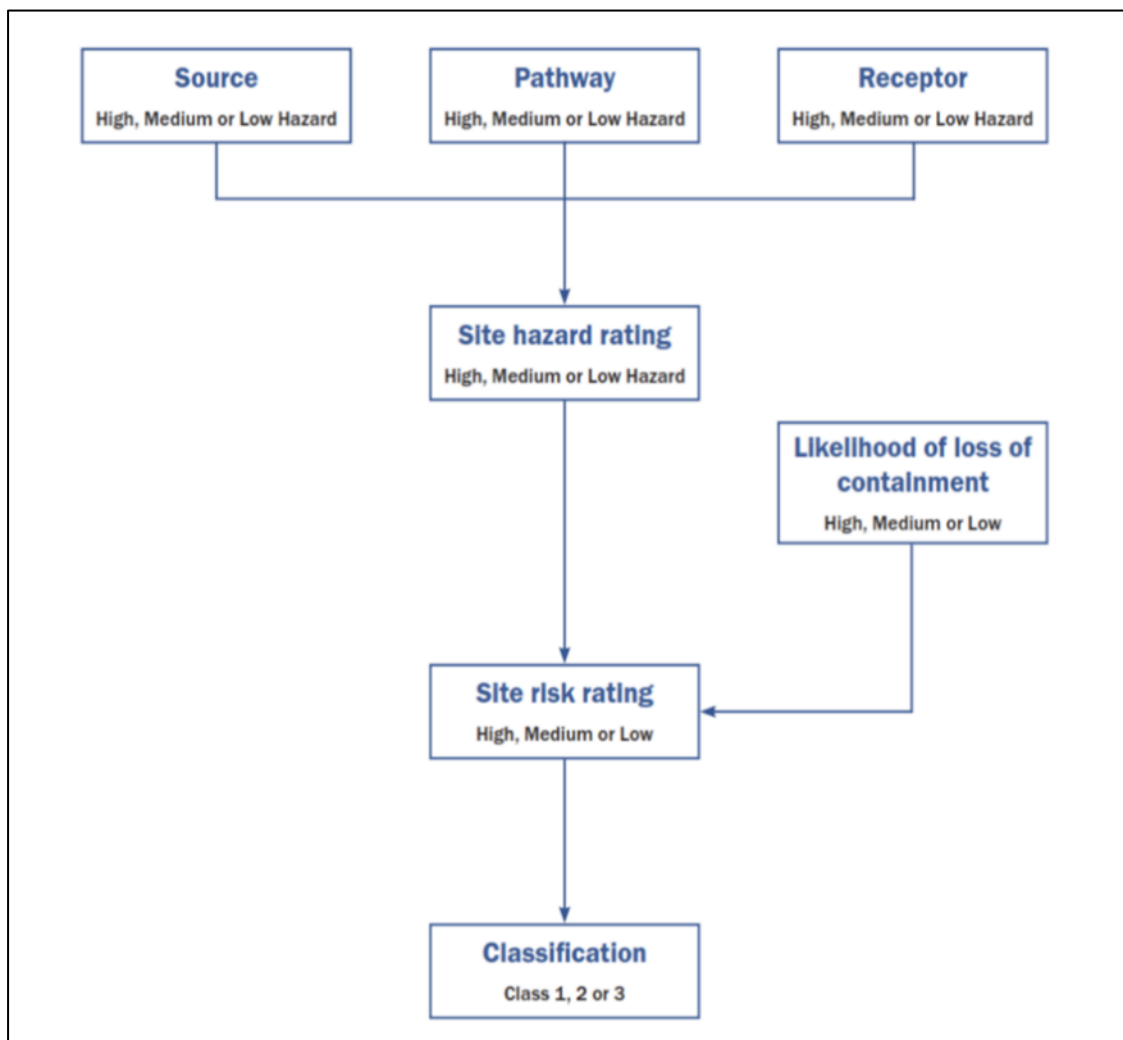 Source
High, Medium or Low Hazard
Pathway
High, Medium or Low Hazard
Receptor
High, Medium or Low Hazard
Site hazard rating
High, Medium or Low Hazard
Likelihood of loss of
containment
High, Medium or Low
Site risk rating
High, Medium or Low
Classification
Class 1, 2 or 3